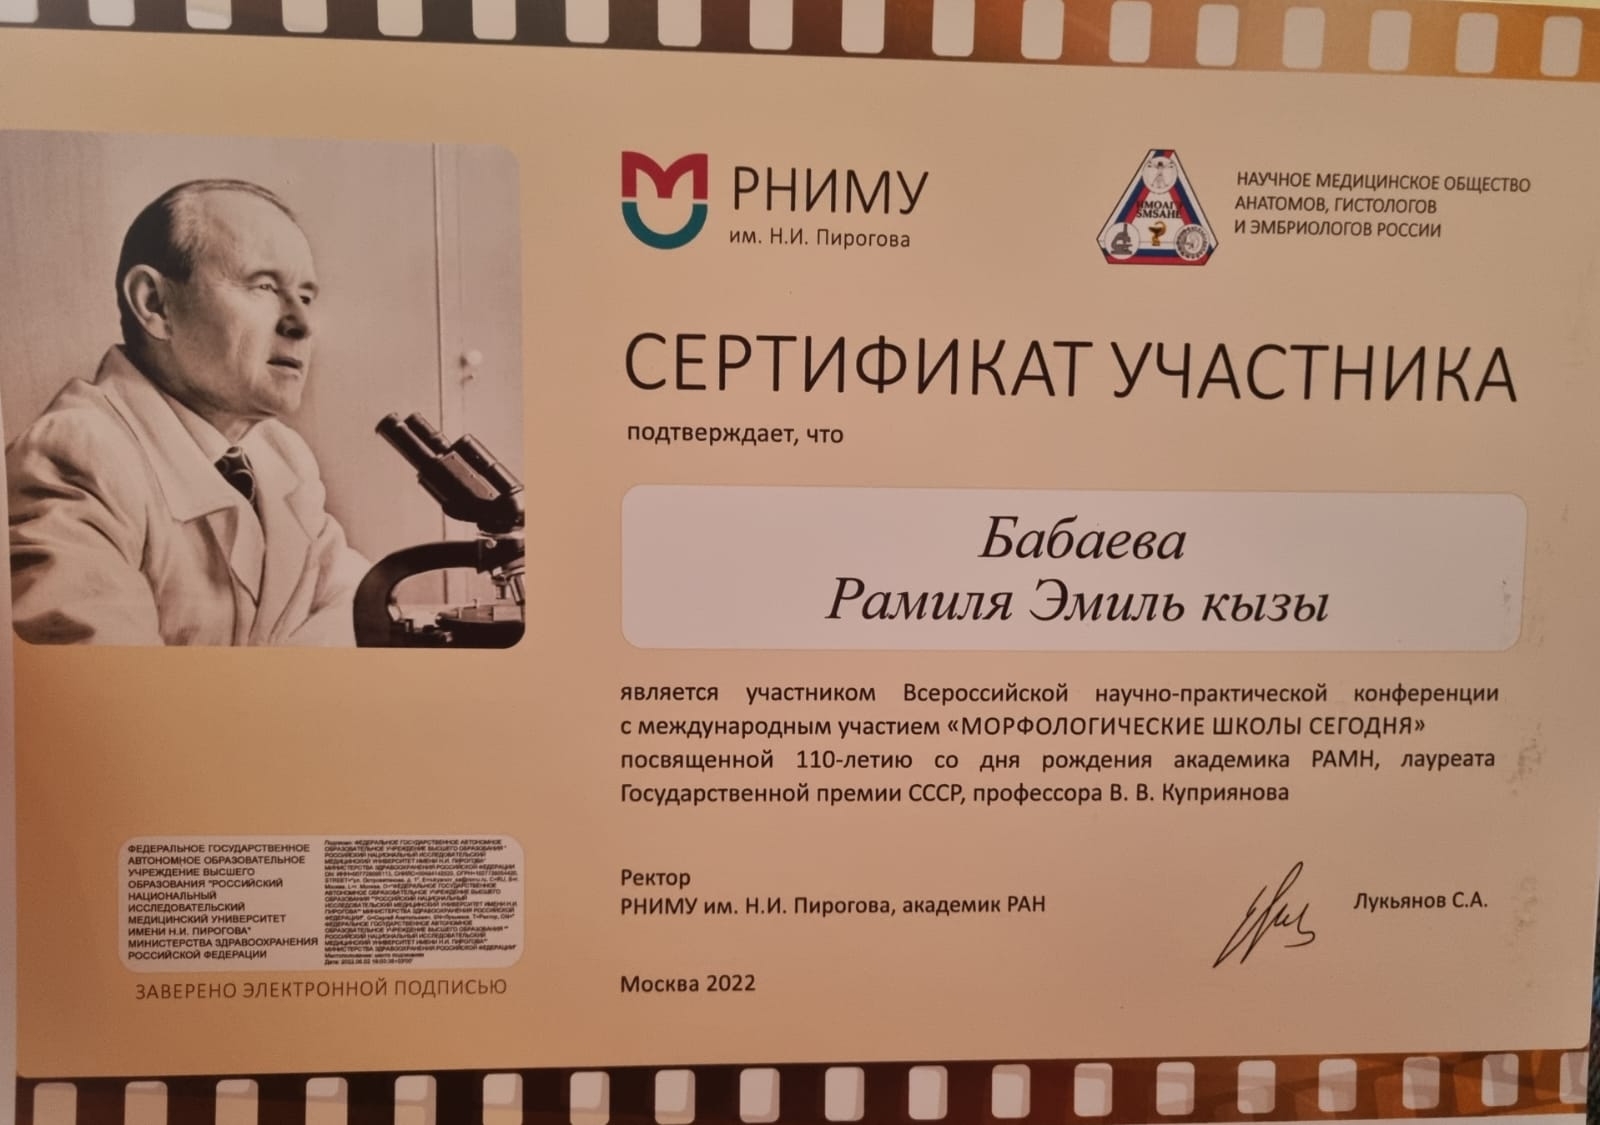 РНИМУ
им. Н.И. Пирогова
НМОАГЭ
SMSAHE
НАУЧНОЕ МЕДИЦИНСКОЕ ОБЩЕСТВО
АНАТОМОВ, ГИСТОЛОГОВ
И ЭМБРИОЛОГОВ РОССИИ
СЕРТИФИКАТ УЧАСТНИКА
подтверждает, что
Бабаева
Рамиля Эмиль кызы
является участником Всероссийской научно-практической конференции
с международным участием «МОРФОЛОГИЧЕСКИЕ ШКОЛЫ СЕГОДНЯ»
посвященной 110-летию со дня рождения академика РАМН, лауреата
Государственной премии СССР, профессора В. В. Куприянова
Ректор
РНИМУ им. Н.И. Пирогова, академик РАН
Лукьянов С.А.
Москва 2022
ФЕДЕРАЛЬНОЕ ГОСУДАРСТВЕННОЕ
АВТОНОМНОЕ ОБРАЗОВАТЕЛЬНОЕ
УЧРЕЖДЕНИЕ ВЫСШЕГО
ОБРАЗОВАНИЯ "РОССИЙСКИЙ
НАЦИОНАЛЬНЫЙ
ИССЛЕДОВАТЕЛЬСКИЙ
МЕДИЦИНСКИЙ УНИВЕРСИТЕТ
ИМЕНИ Н.И. ПИРОГОВА"
МИНИСТЕРСТВА ЗДРАВООХРАНЕНИЯ
РОССИЙСКОЙ ФЕДЕРАЦИИ
ЗАВЕРЕНО ЭЛЕКТРОННОЙ ПОДПИСЬЮ